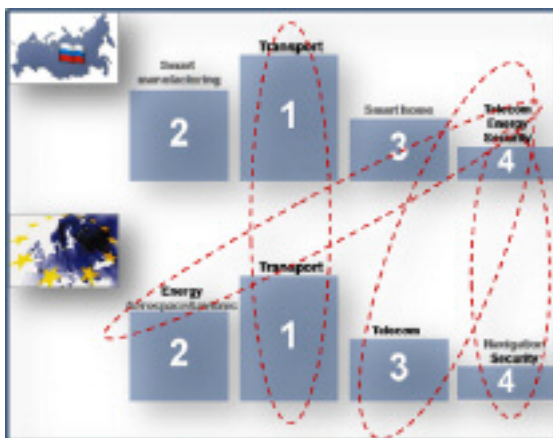 Transport
Smart
manufacturing
Smart home
Telecom
Energy
Security
2
1
3
4
Transport
Energy
Telecom
Navigation
Security
2
1
3
4